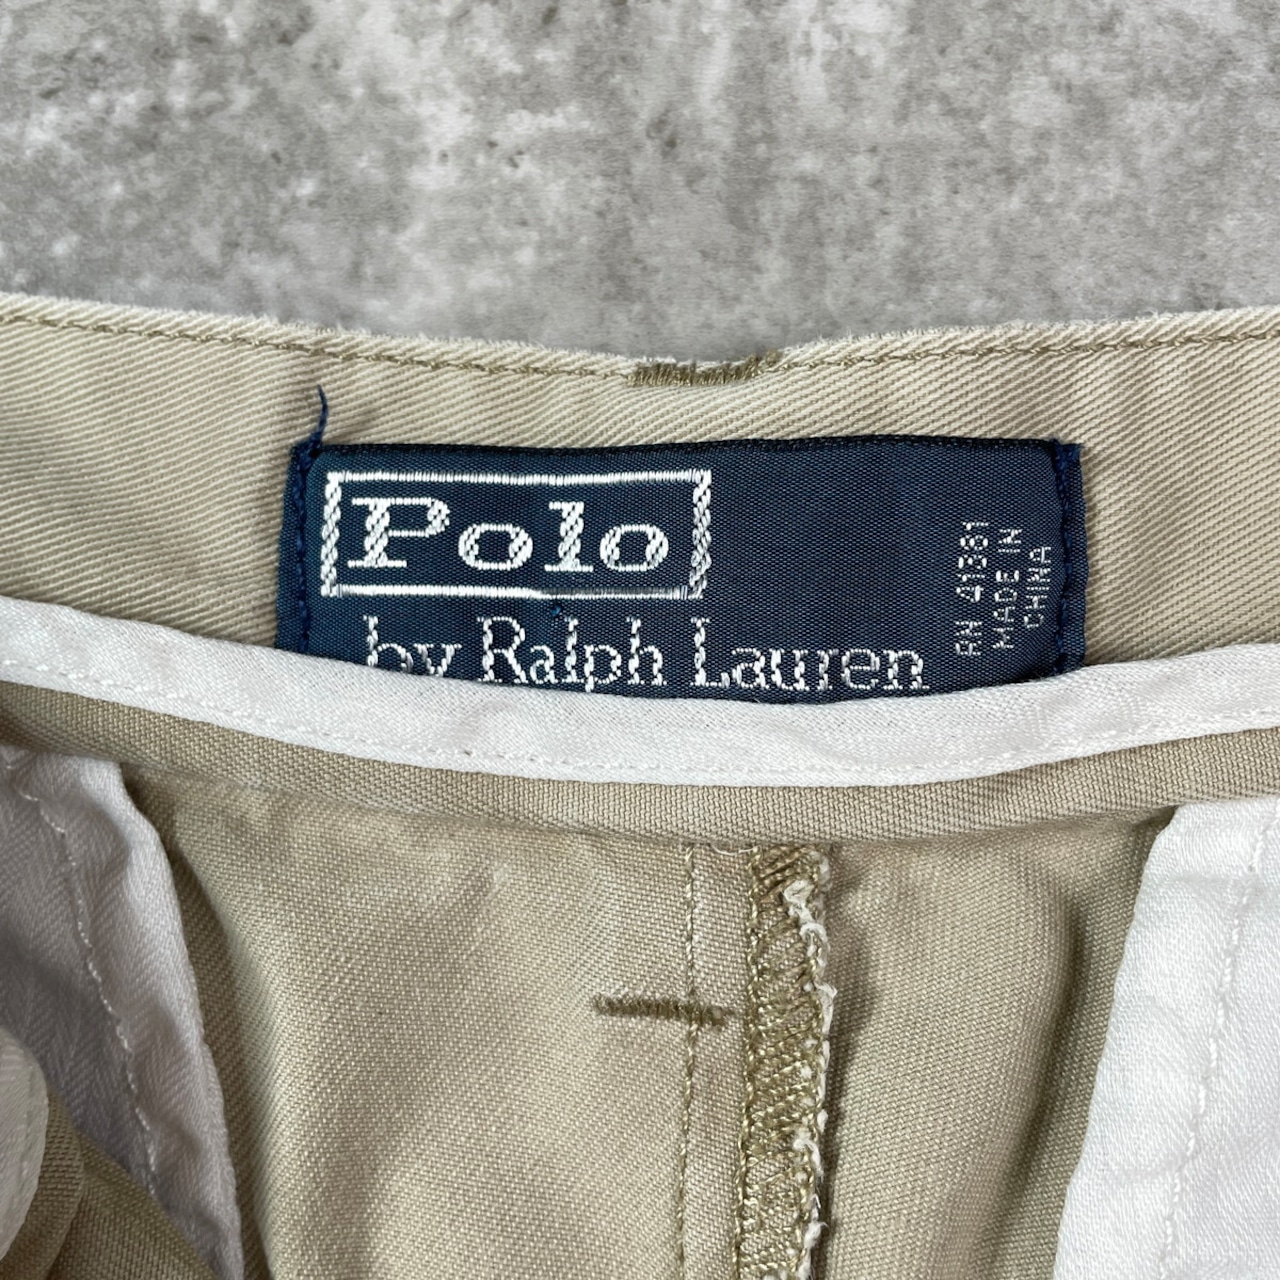 Polo
by Ralph Lauren
RN 41381
MADE IN
CHINA